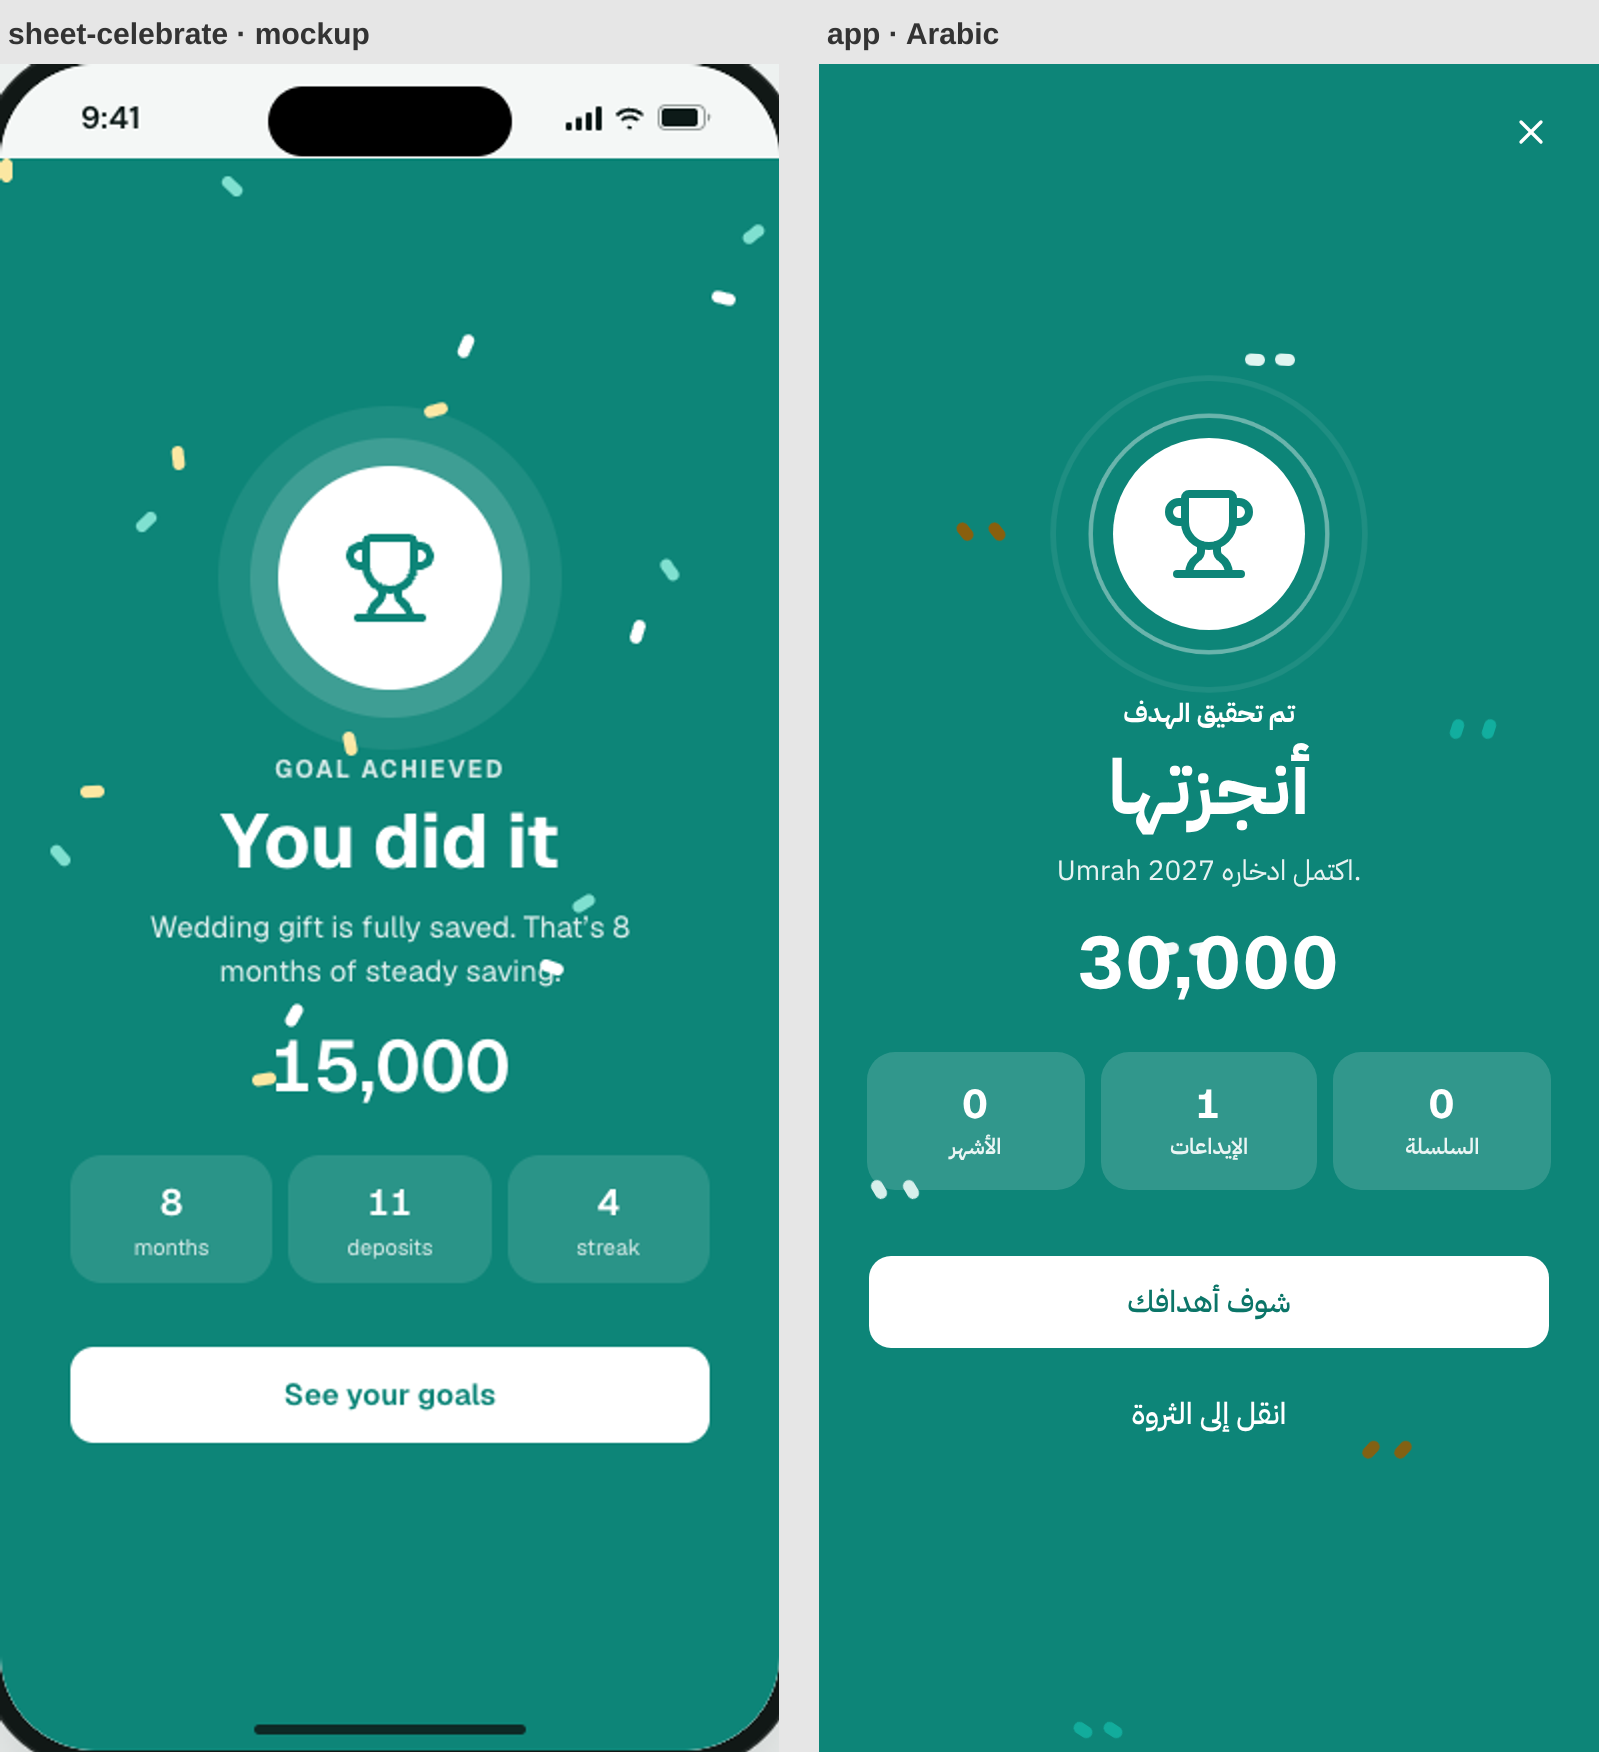 sheet-celebrate · mockup
9:41
GOAL ACHIEVED
You did it
Wedding gift is fully saved. That's 8
months of steady saving.
15,000
8
months
11
deposits
4
streak
See your goals
app · Arabic
تم تحقيق الهدف
أنجزتها
Umrah 2027 اكتمل ادخاره.
30,000
0
السلسلة
1
الإيداعات
0
الأشهر
شوف أهدافك
انقل إلى الثروة